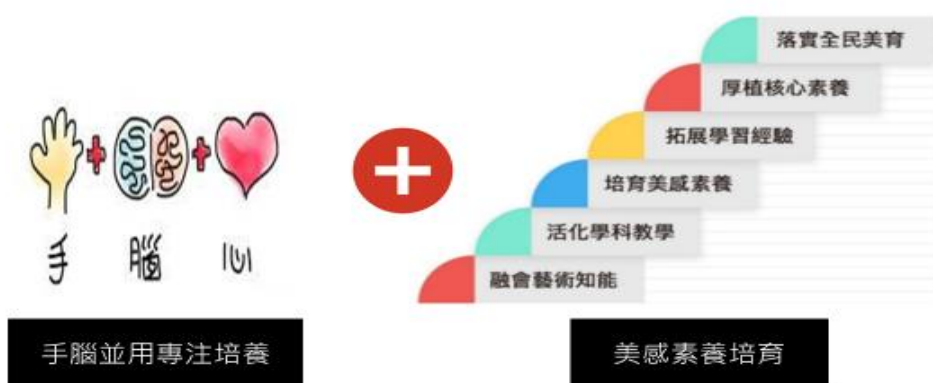 手 腦 心
手腦並用專注培養
落實全民美育
厚植核心素養
拓展學習經驗
培育美感素養
活化學科教學
融會藝術知能
美感素養培育